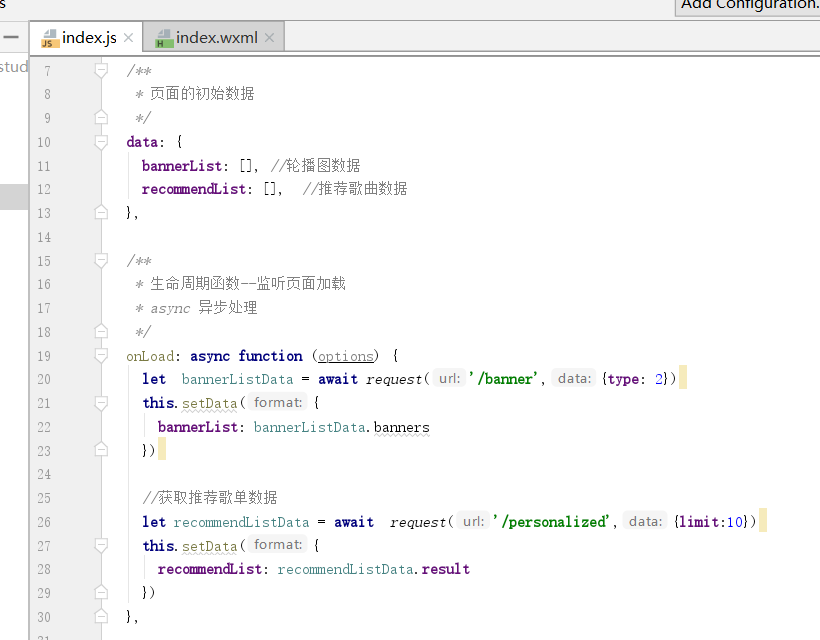 s
Add Configuration.
index.js
index.wxml
stud
7 /**
8 * 页面的初始数据
9 */
10 data: {
11 bannerList: [], //轮播图数据
12 recommendList: [], //推荐歌曲数据
13 },
14
15 /**
16 * 生命周期函数--监听页面加载
17 * async 异步处理
18 */
19 onLoad: async function (options) {
20 let bannerListData = await request( url: '/banner', data: {type: 2})
21 this.setData( format: {
22 bannerList: bannerListData.banners
23 })
24
25 //获取推荐歌单数据
26 let recommendListData = await request( url: '/personalized', data: {limit:10})
27 this.setData( format: {
28 recommendList: recommendListData.result
29 })
30 },